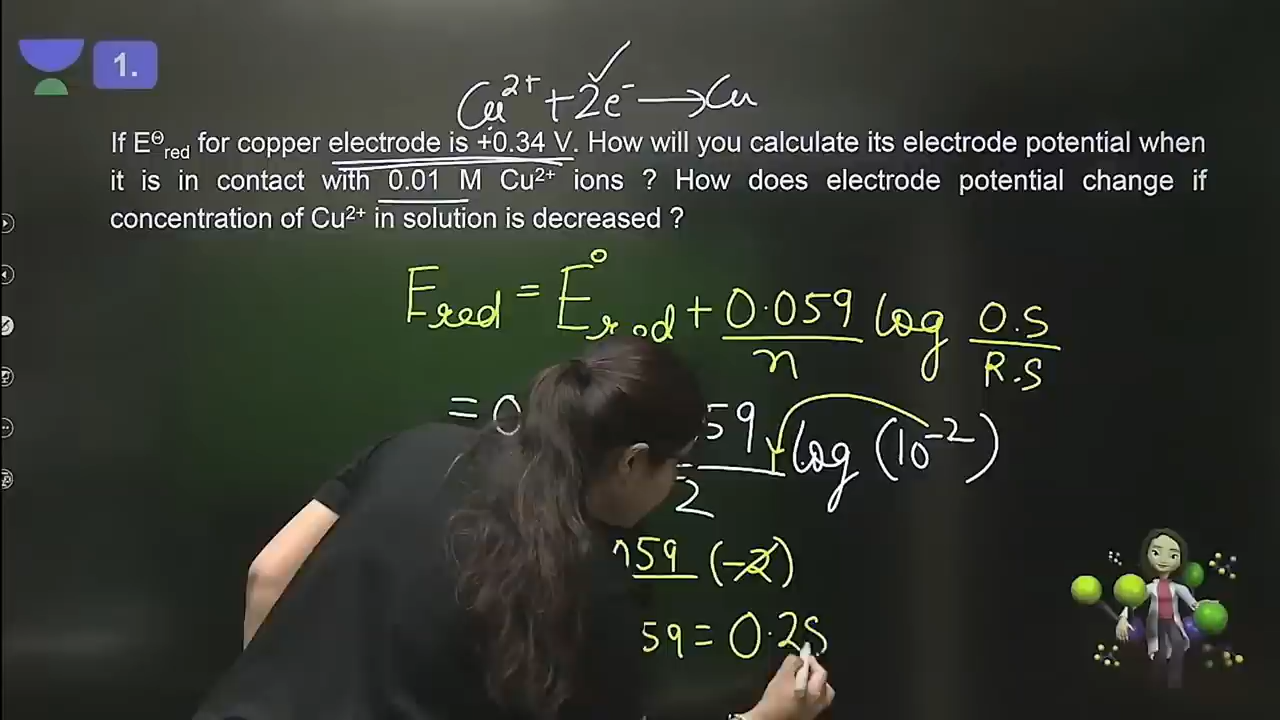 1.
Cu²⁺ + 2e⁻ → Cu
If E⊖red for copper electrode is +0.34 V. How will you calculate its electrode potential when
it is in contact with 0.01 M Cu²⁺ ions ? How does electrode potential change if
concentration of Cu²⁺ in solution is decreased ?
Ered = E°red + 0.059/n log O.S/R.S
= 0 59/2 log (10⁻²)
59 (-2)
59 = 0.28